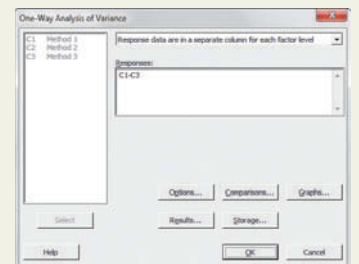 One-Way Analysis of Variance
C1 Method 1
C2 Method 2
C3 Method 3
Response data are in a separate column for each factor level
Responses:
C1-C3
Options...
Comparisons...
Graphs...
Select
Results...
Storage...
Help
OK
Cancel